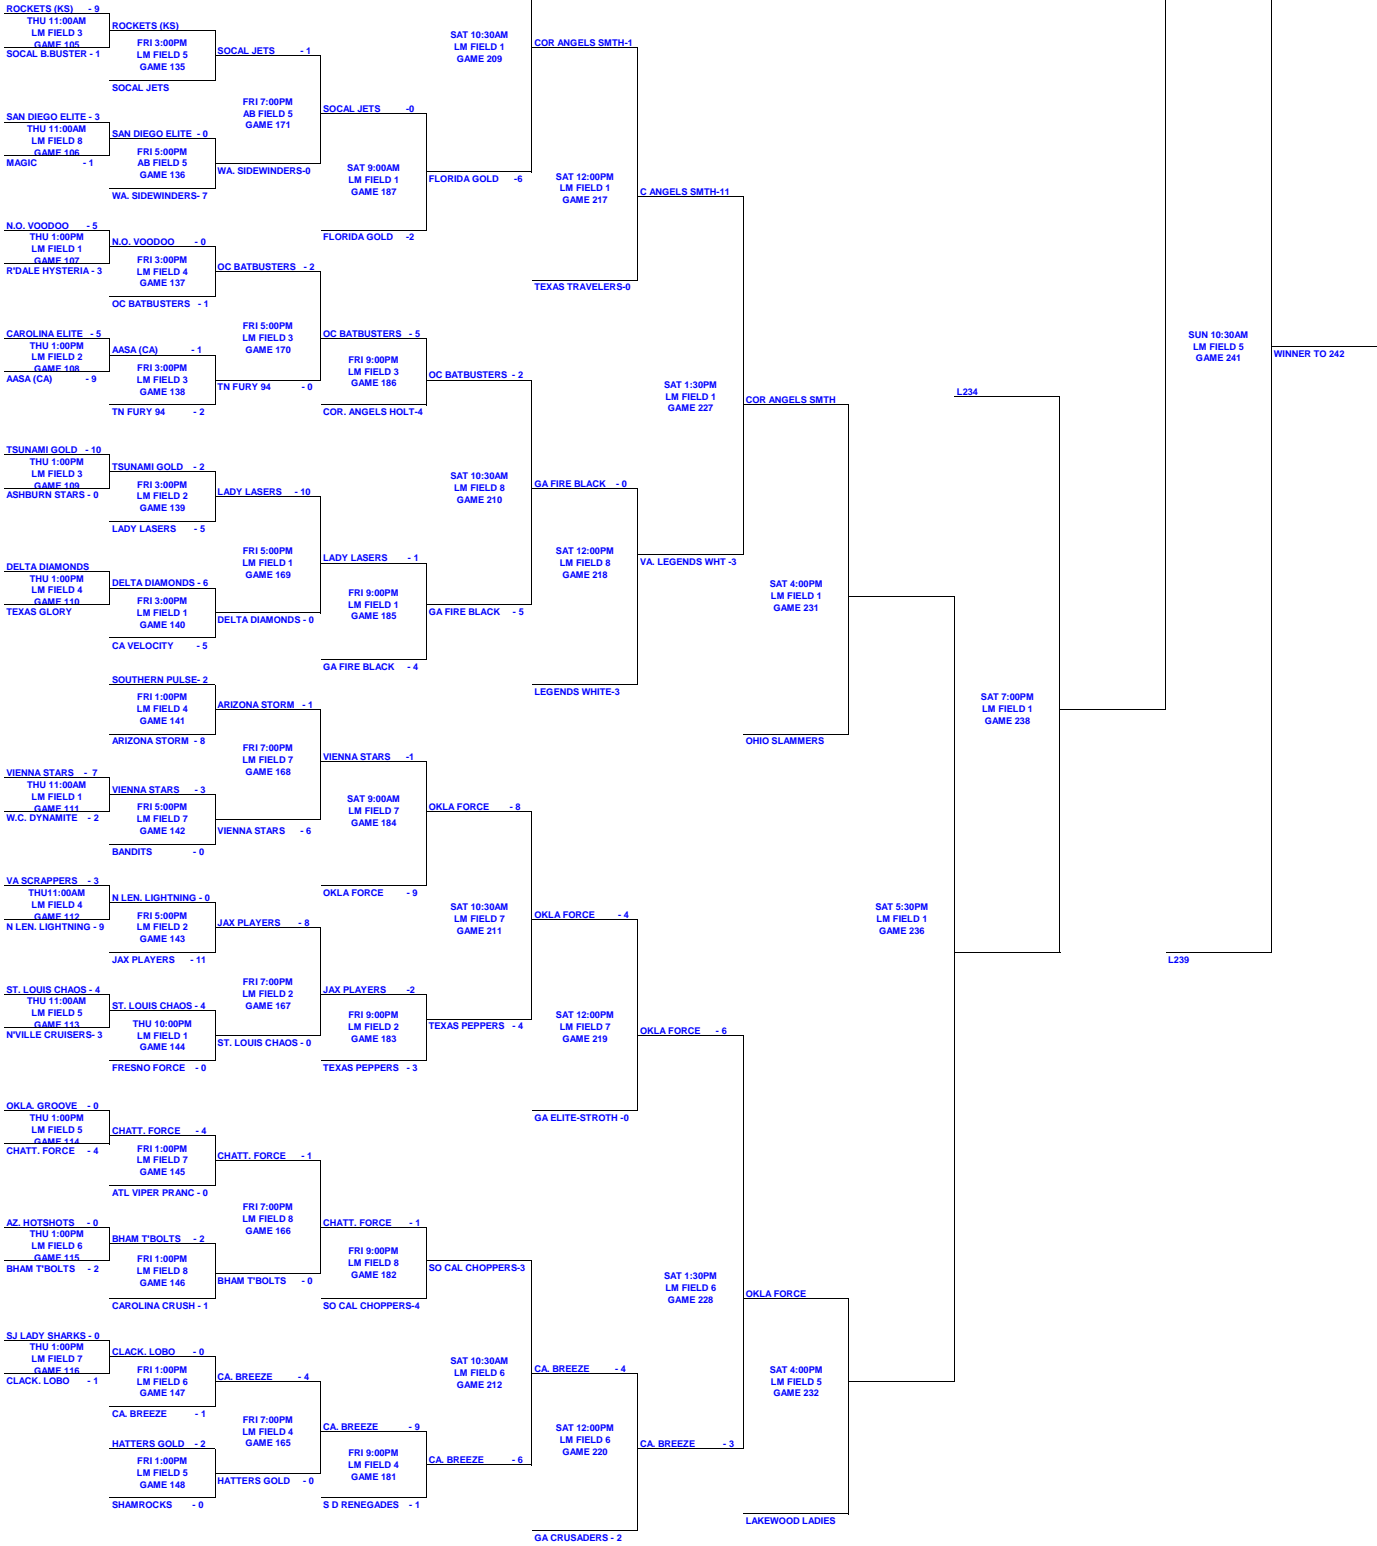 ROCKETS (KS) - 9
THU 11:00AM
LM FIELD 3
GAME 105
SOCAL B.BUSTER - 1
SAN DIEGO ELITE - 3
THU 11:00AM
LM FIELD 8
GAME 106
MAGIC - 1
N.O. VOODOO - 5
THU 1:00PM
LM FIELD 1
GAME 107
R'DALE HYSTERIA - 3
CAROLINA ELITE - 5
THU 1:00PM
LM FIELD 2
GAME 108
AASA (CA) - 9
TSUNAMI GOLD - 10
THU 1:00PM
LM FIELD 3
GAME 109
ASHBURN STARS - 0
DELTA DIAMONDS
THU 1:00PM
LM FIELD 4
GAME 110
TEXAS GLORY
VIENNA STARS - 7
THU 11:00AM
LM FIELD 1
GAME 111
W.C. DYNAMITE - 2
VA SCRAPPERS - 3
THU11:00AM
LM FIELD 4
GAME 112
N LEN. LIGHTNING - 9
ST. LOUIS CHAOS - 4
THU 11:00AM
LM FIELD 5
GAME 113
N'VILLE CRUISERS- 3
OKLA. GROOVE - 0
THU 1:00PM
LM FIELD 5
GAME 114
CHATT. FORCE - 4
AZ. HOTSHOTS - 0
THU 1:00PM
LM FIELD 6
GAME 115
BHAM T'BOLTS - 2
SJ LADY SHARKS - 0
THU 1:00PM
LM FIELD 7
GAME 116
CLACK. LOBO - 1
ROCKETS (KS)
FRI 3:00PM
LM FIELD 5
GAME 135
SOCAL JETS
SAN DIEGO ELITE - 0
FRI 5:00PM
AB FIELD 5
GAME 136
WA. SIDEWINDERS- 7
N.O. VOODOO - 0
FRI 3:00PM
LM FIELD 4
GAME 137
OC BATBUSTERS - 1
AASA (CA) - 1
FRI 3:00PM
LM FIELD 3
GAME 138
TN FURY 94 - 2
TSUNAMI GOLD - 2
FRI 3:00PM
LM FIELD 2
GAME 139
LADY LASERS - 5
DELTA DIAMONDS - 6
FRI 3:00PM
LM FIELD 1
GAME 140
CA VELOCITY - 5
SOUTHERN PULSE- 2
FRI 1:00PM
LM FIELD 4
GAME 141
ARIZONA STORM - 8
VIENNA STARS - 3
FRI 5:00PM
LM FIELD 7
GAME 142
BANDITS - 0
N LEN. LIGHTNING - 0
FRI 5:00PM
LM FIELD 2
GAME 143
JAX PLAYERS - 11
ST. LOUIS CHAOS - 4
THU 10:00PM
LM FIELD 1
GAME 144
FRESNO FORCE - 0
CHATT. FORCE - 4
FRI 1:00PM
LM FIELD 7
GAME 145
ATL VIPER PRANC - 0
BHAM T'BOLTS - 2
FRI 1:00PM
LM FIELD 8
GAME 146
CAROLINA CRUSH - 1
CLACK. LOBO - 0
FRI 1:00PM
LM FIELD 6
GAME 147
CA. BREEZE - 1
HATTERS GOLD - 2
FRI 1:00PM
LM FIELD 5
GAME 148
SHAMROCKS - 0
SOCAL JETS - 1
FRI 7:00PM
AB FIELD 5
GAME 171
WA. SIDEWINDERS-0
OC BATBUSTERS - 2
FRI 5:00PM
LM FIELD 3
GAME 170
TN FURY 94 - 0
LADY LASERS - 10
FRI 5:00PM
LM FIELD 1
GAME 169
DELTA DIAMONDS - 0
ARIZONA STORM - 1
FRI 7:00PM
LM FIELD 7
GAME 168
VIENNA STARS - 6
JAX PLAYERS - 8
FRI 7:00PM
LM FIELD 2
GAME 167
ST. LOUIS CHAOS - 0
CHATT. FORCE - 1
FRI 7:00PM
LM FIELD 8
GAME 166
BHAM T'BOLTS - 0
CA. BREEZE - 4
FRI 7:00PM
LM FIELD 4
GAME 165
HATTERS GOLD - 0
SOCAL JETS -0
SAT 9:00AM
LM FIELD 1
GAME 187
FLORIDA GOLD -2
OC BATBUSTERS - 5
FRI 9:00PM
LM FIELD 3
GAME 186
COR. ANGELS HOLT-4
LADY LASERS - 1
FRI 9:00PM
LM FIELD 1
GAME 185
GA FIRE BLACK - 4
VIENNA STARS -1
SAT 9:00AM
LM FIELD 7
GAME 184
OKLA FORCE - 9
JAX PLAYERS -2
FRI 9:00PM
LM FIELD 2
GAME 183
TEXAS PEPPERS - 3
CHATT. FORCE - 1
FRI 9:00PM
LM FIELD 8
GAME 182
SO CAL CHOPPERS-4
CA. BREEZE - 9
FRI 9:00PM
LM FIELD 4
GAME 181
S D RENEGADES - 1
SAT 10:30AM
LM FIELD 1
GAME 209
FLORIDA GOLD -6
OC BATBUSTERS - 2
SAT 10:30AM
LM FIELD 8
GAME 210
GA FIRE BLACK - 5
OKLA FORCE - 8
SAT 10:30AM
LM FIELD 7
GAME 211
TEXAS PEPPERS - 4
SO CAL CHOPPERS-3
SAT 10:30AM
LM FIELD 6
GAME 212
CA. BREEZE - 6
COR ANGELS SMTH-1
SAT 12:00PM
LM FIELD 1
GAME 217
TEXAS TRAVELERS-0
GA FIRE BLACK - 0
SAT 12:00PM
LM FIELD 8
GAME 218
LEGENDS WHITE-3
OKLA FORCE - 4
SAT 12:00PM
LM FIELD 7
GAME 219
GA ELITE-STROTH -0
CA. BREEZE - 4
SAT 12:00PM
LM FIELD 6
GAME 220
GA CRUSADERS - 2
C ANGELS SMTH-11
SAT 1:30PM
LM FIELD 1
GAME 227
VA. LEGENDS WHT -3
OKLA FORCE - 6
SAT 1:30PM
LM FIELD 6
GAME 228
CA. BREEZE - 3
COR ANGELS SMTH
SAT 4:00PM
LM FIELD 1
GAME 231
OHIO SLAMMERS
OKLA FORCE
SAT 4:00PM
LM FIELD 5
GAME 232
LAKEWOOD LADIES
SAT 5:30PM
LM FIELD 1
GAME 236
L234
SAT 7:00PM
LM FIELD 1
GAME 238
SUN 10:30AM
LM FIELD 5
GAME 241
L239
WINNER TO 242